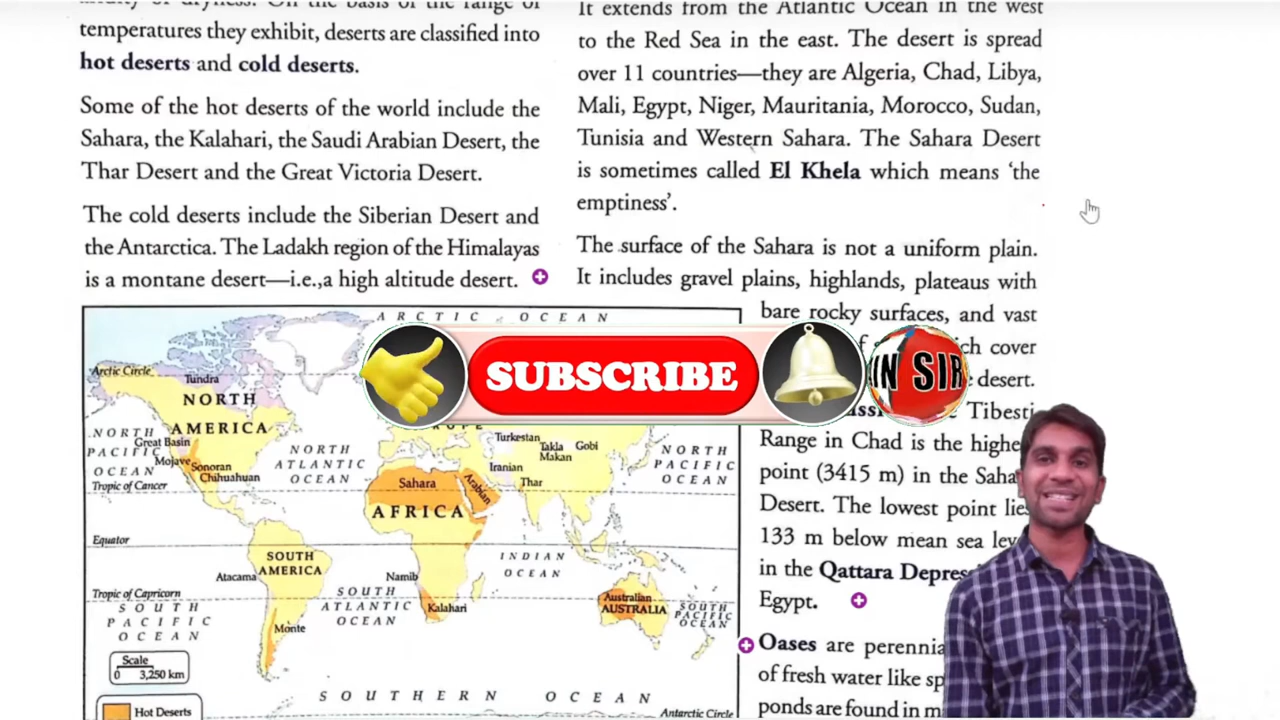 temperatures they exhibit, deserts are classified into
hot deserts and cold deserts.
Some of the hot deserts of the world include the
Sahara, the Kalahari, the Saudi Arabian Desert, the
Thar Desert and the Great Victoria Desert.
The cold deserts include the Siberian Desert and
the Antarctica. The Ladakh region of the Himalayas
is a montane desert—i.e.,a high altitude desert.
ARCTIC OCEAN
Arctic Circle
Tundra
NORTH
AMERICA
NORTH
PACIFIC
OCEAN
Great Basin
Mojave
Sonoran
Chihuahuan
Tropic of Cancer
NORTH
ATLANTIC
OCEAN
Turkestan
Takla
Makan
Gobi
Iranian
Thar
Sahara
Arabian
AFRICA
NORTH
PACIFIC
OCEAN
Equator
SOUTH
AMERICA
INDIAN
OCEAN
Atacama
Namib
Tropic of Capricorn
SOUTH
PACIFIC
OCEAN
SOUTH
ATLANTIC
OCEAN
Kalahari
Australian
AUSTRALIA
SOUTH
PACIFIC
OCEAN
Monte
Scale
0 3,250 km
SOUTHERN OCEAN
Hot Deserts
Antarctic Circle
It extends from the Atlantic Ocean in the west
to the Red Sea in the east. The desert is spread
over 11 countries—they are Algeria, Chad, Libya,
Mali, Egypt, Niger, Mauritania, Morocco, Sudan,
Tunisia and Western Sahara. The Sahara Desert
is sometimes called El Khela which means 'the
emptiness'.
The surface of the Sahara is not a uniform plain.
It includes gravel plains, highlands, plateaus with
bare rocky surfaces, and vast
cover
desert.
Tibesti
Range in Chad is the
point (3415 m) in the
Desert. The lowest point
133 m below mean sea
in the Qattara
Egypt.
Oases are
of fresh water like
ponds are found in
SUBSCRIBE
IN SIR